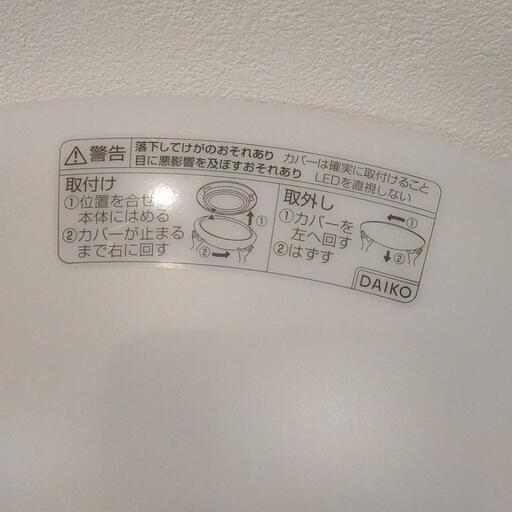 警告
落下してけがのおそれあり カバーは確実に取付けること
目に悪影響を及ぼすおそれあり LEDを直視しない
取付け
①位置を合せ
本体にはめる
②カバーが止まる
まで右に回す
①
②
取外し
①カバーを
左へ回す
②はずす
①
②
DAIKO